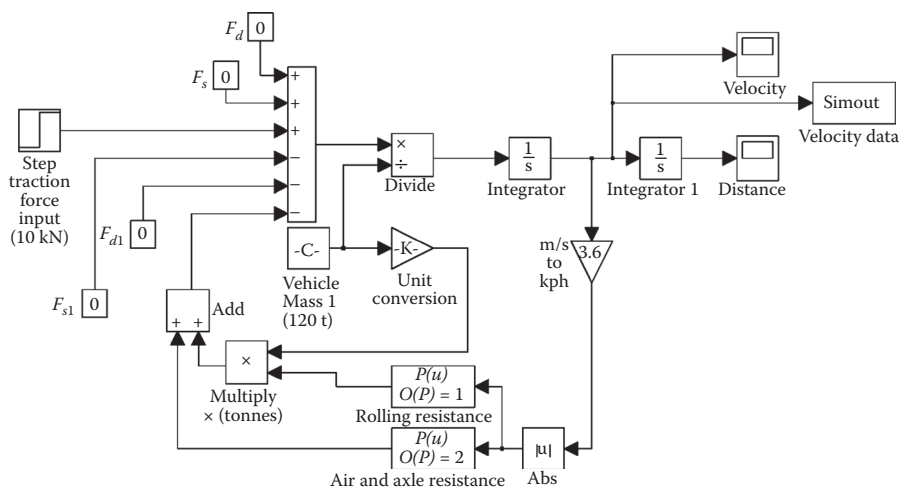 F_d
0
F_s
0
+
+
+
−
−
−
Step
traction
force
input
(10 kN)
F_d1
0
F_s1
0
×
÷
Divide
1
s
Integrator
1
s
Integrator 1
Velocity
Simout
Velocity data
Distance
-C-
Vehicle
Mass 1
(120 t)
-K-
Unit
conversion
m/s
to
kph
3.6
Add
+ +
×
Multiply
× (tonnes)
P(u)
O(P) = 1
Rolling resistance
P(u)
O(P) = 2
Air and axle resistance
|u|
Abs